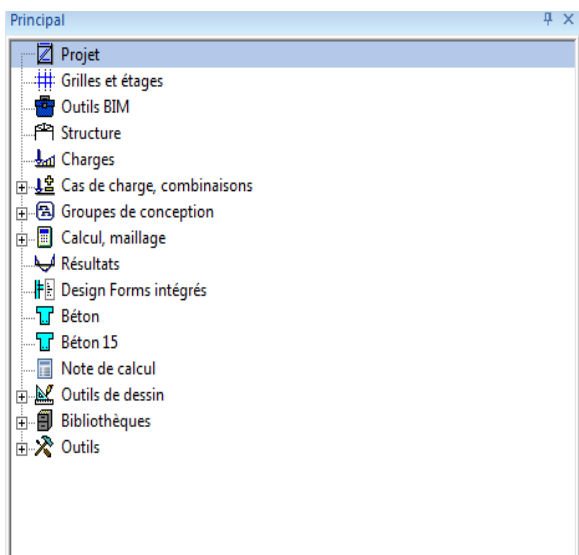 Principal
Projet
Grilles et étages
Outils BIM
Structure
Charges
Cas de charge, combinaisons
Groupes de conception
Calcul, maillage
Résultats
Design Forms intégrés
Béton
Béton 15
Note de calcul
Outils de dessin
Bibliothèques
Outils